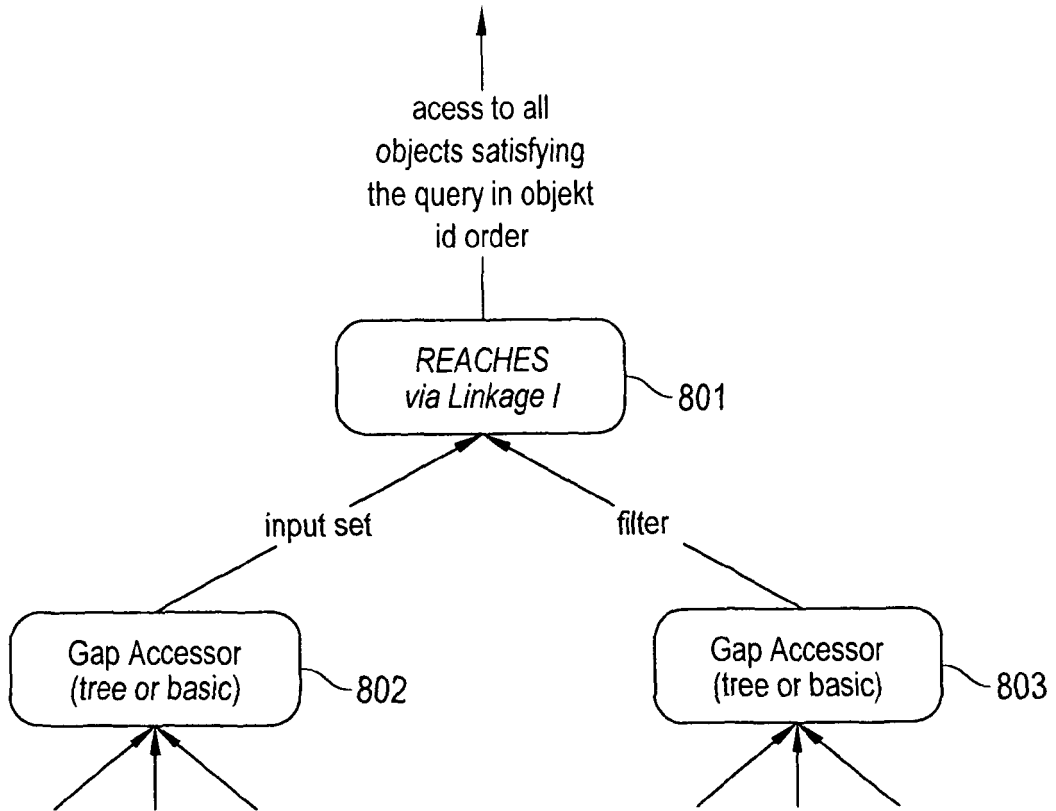 acess to all
objects satisfying
the query in objekt
id order
REACHES
via Linkage I
801
input set
filter
Gap Accessor
(tree or basic)
802
Gap Accessor
(tree or basic)
803